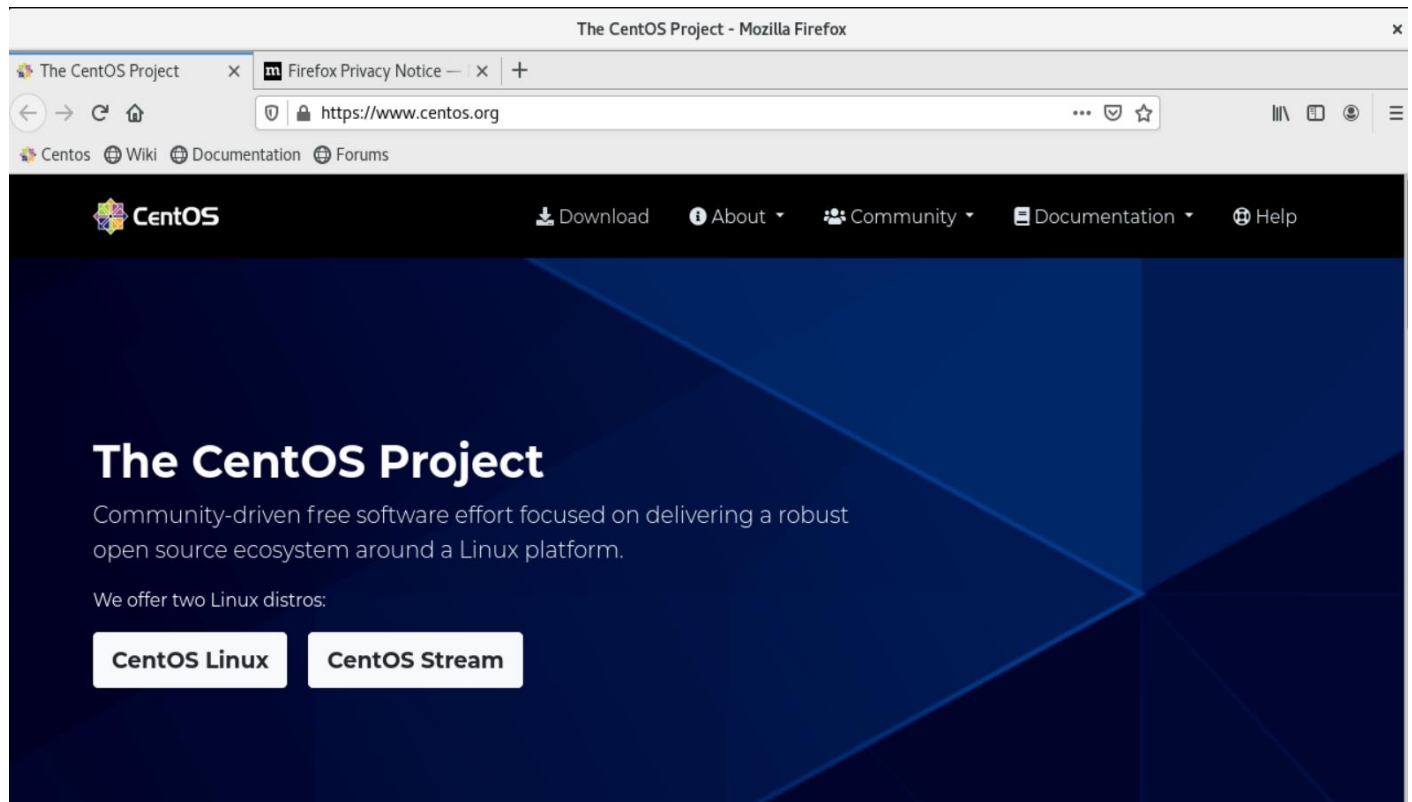 The CentOS Project - Mozilla Firefox
The CentOS Project
Firefox Privacy Notice —
https://www.centos.org
Centos Wiki Documentation Forums
CentOS Download About Community Documentation Help
The CentOS Project
Community-driven free software effort focused on delivering a robust
open source ecosystem around a Linux platform.
We offer two Linux distros:
CentOS Linux CentOS Stream